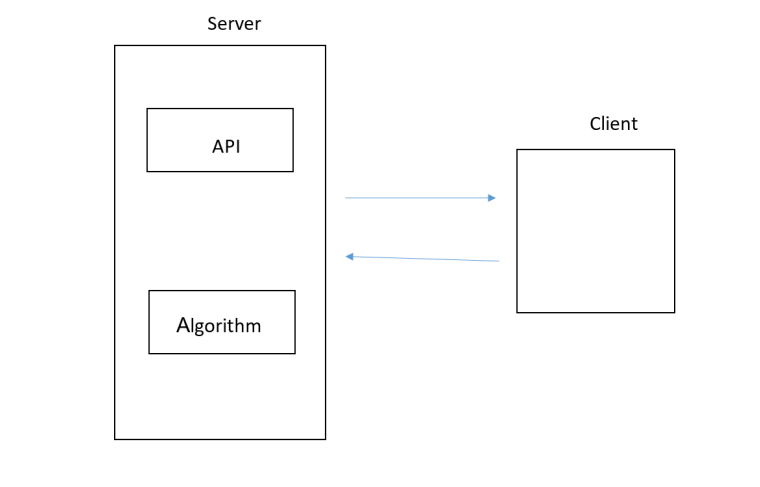 Server
Client
API
Algorithm